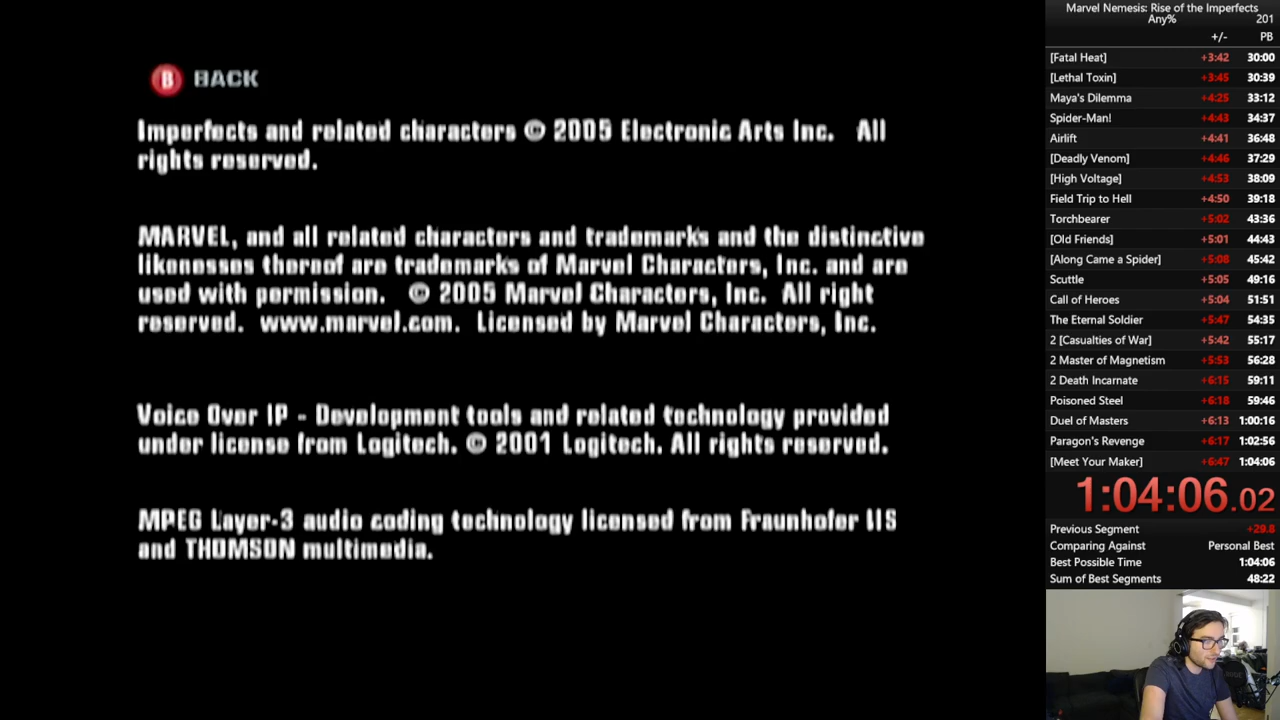 B BACK
Imperfects and related characters © 2005 Electronic Arts Inc. All
rights reserved.
MARVEL, and all related characters and trademarks and the distinctive
likenesses thereof are trademarks of Marvel Characters, Inc. and are
used with permission. © 2005 Marvel Characters, Inc. All right
reserved. www.marvel.com. Licensed by Marvel Characters, Inc.
Voice Over IP - Development tools and related technology provided
under license from Logitech. © 2001 Logitech. All rights reserved.
MPEG Layer-3 audio coding technology licensed from Fraunhofer IIS
and THOMSON multimedia.
Marvel Nemesis: Rise of the Imperfects
Any% 201
+/- PB
[Fatal Heat] +3:42 30:00
[Lethal Toxin] +3:45 30:39
Maya's Dilemma +4:25 33:12
Spider-Man! +4:43 34:37
Airlift +4:41 36:48
[Deadly Venom] +4:46 37:29
[High Voltage] +4:53 38:09
Field Trip to Hell +4:50 39:18
Torchbearer +5:02 43:36
[Old Friends] +5:01 44:43
[Along Came a Spider] +5:08 45:42
Scuttle +5:05 49:16
Call of Heroes +5:04 51:51
The Eternal Soldier +5:47 54:35
2 [Casualties of War] +5:42 55:17
2 Master of Magnetism +5:53 56:28
2 Death Incarnate +6:15 59:11
Poisoned Steel +6:18 59:46
Duel of Masters +6:13 1:00:16
Paragon's Revenge +6:17 1:02:56
[Meet Your Maker] +6:47 1:04:06
1:04:06.02
Previous Segment +29.8
Comparing Against Personal Best
Best Possible Time 1:04:06
Sum of Best Segments 48:22